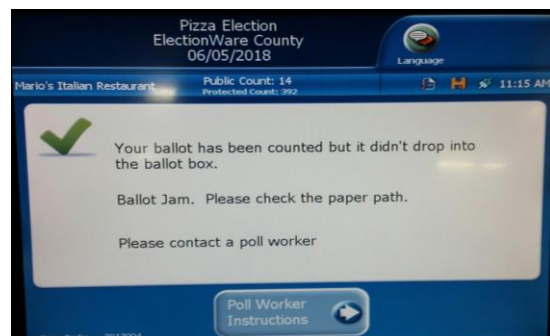 Pizza Election
ElectionWare County
06/05/2018
Language
Mario's Italian Restaurant
Public Count: 14
Protected Count: 392
11:15 AM
Your ballot has been counted but it didn't drop into
the ballot box.
Ballot Jam. Please check the paper path.
Please contact a poll worker
Poll Worker
Instructions